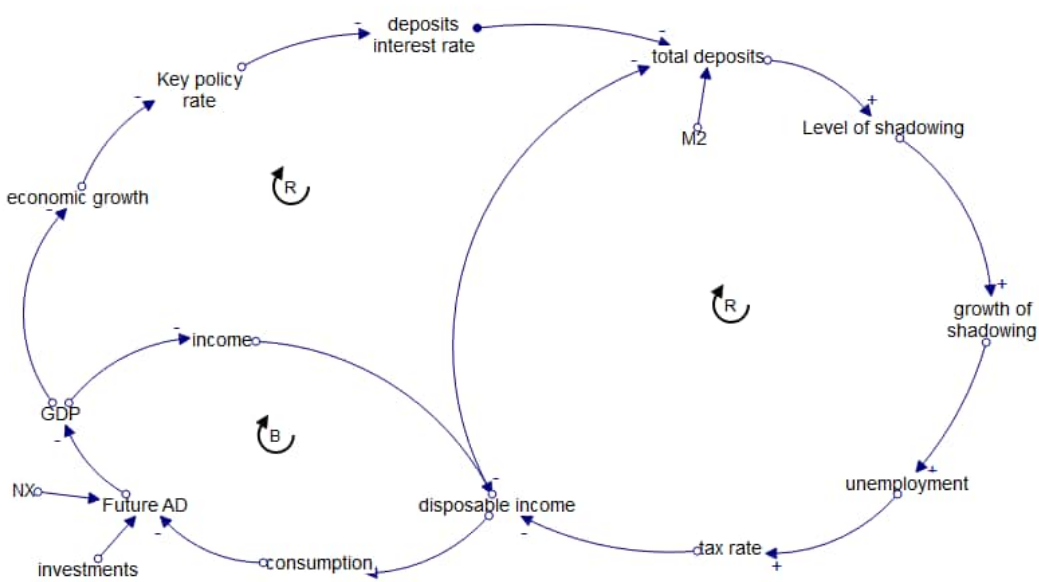 deposits
interest rate
-
-
total deposits
-
Key policy
rate
-
+
Level of shadowing
M2
economic growth
-
R
R
+
growth of
shadowing
income
-
GDP
-
B
NX
Future AD
-
disposable income
-
-
unemployment
+
investments
consumption
tax rate
+